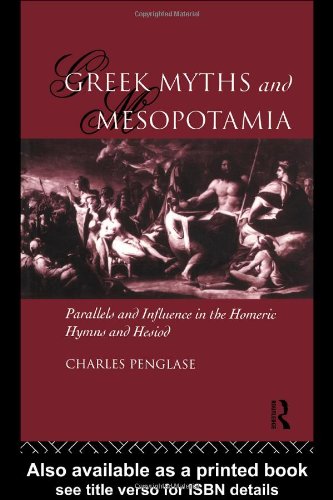 GREEK MYTHS and
MESOPOTAMIA
Parallels and Influence in the Homeric
Hymns and Hesiod
CHARLES PENGLASE
ROUTLEDGE
Also available as a printed book
see title verso for ISBN details